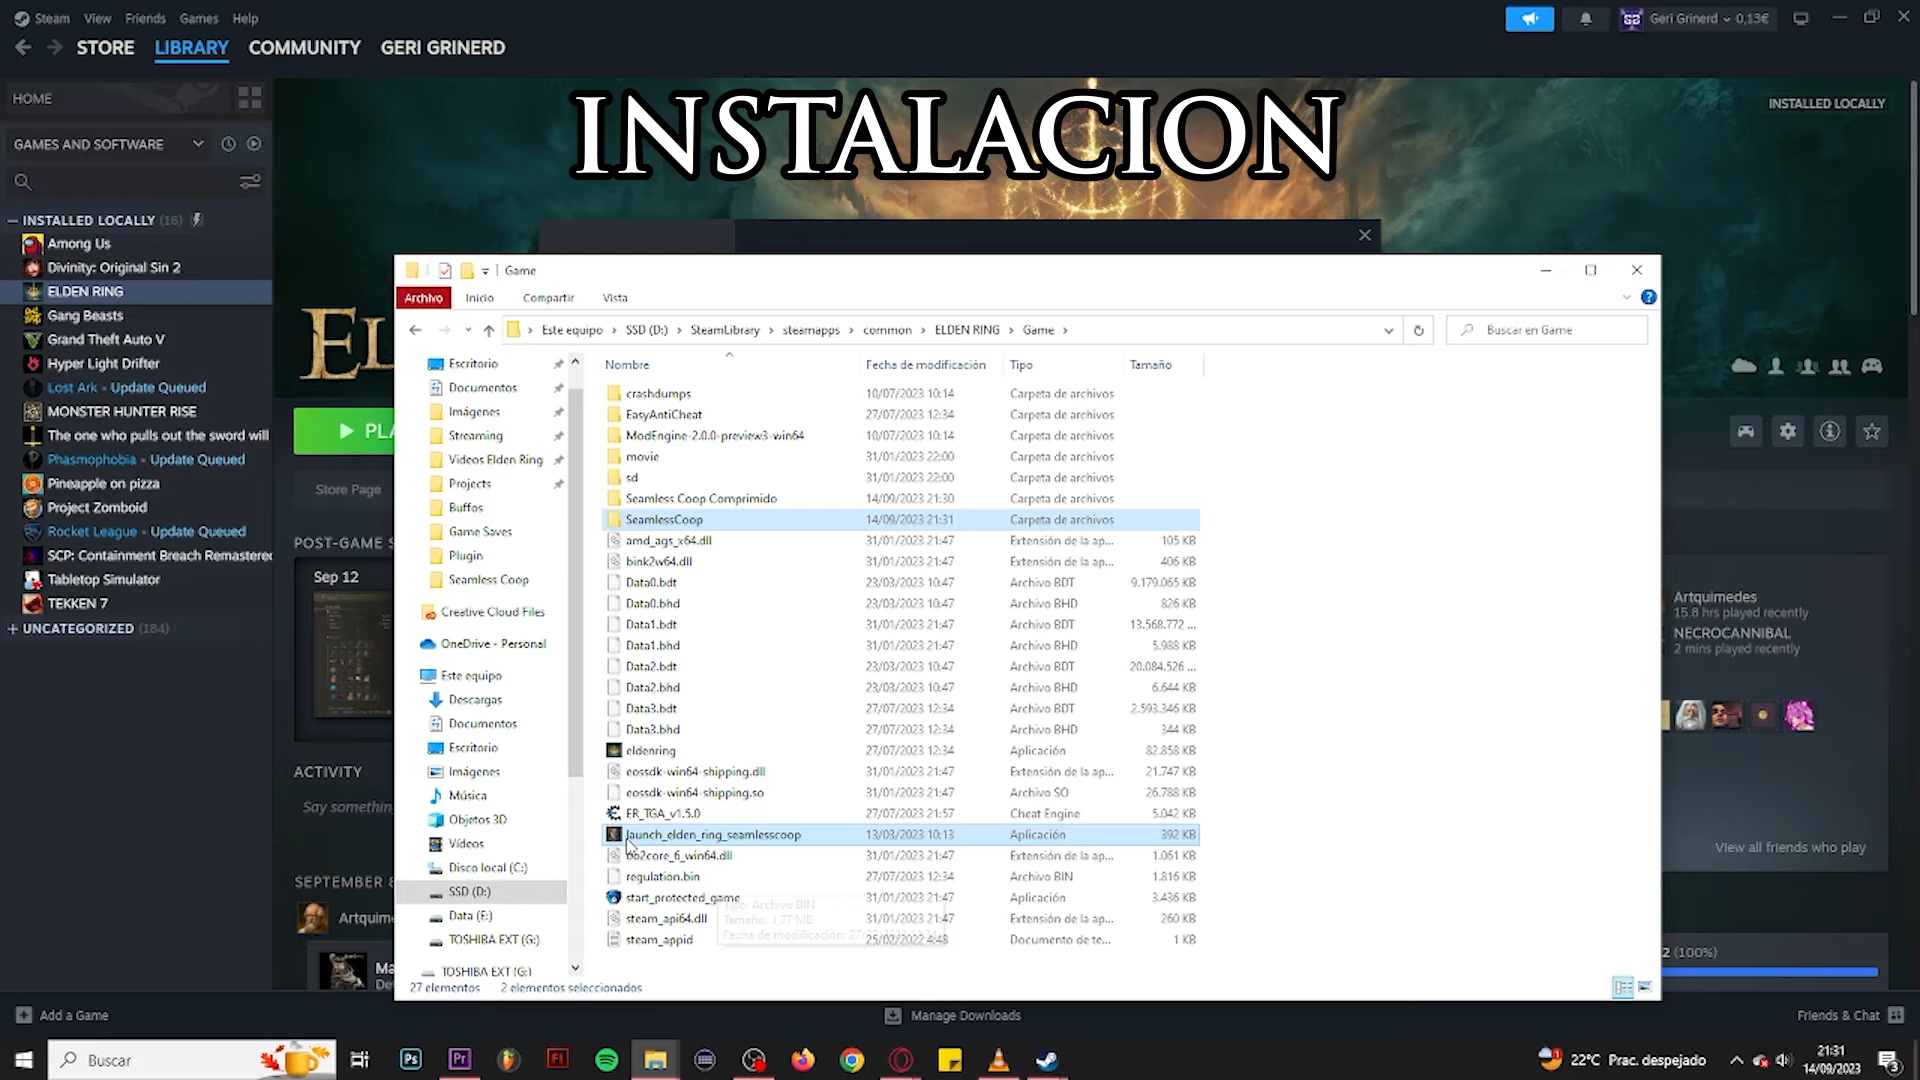 Steam View Friends Games Help
Geri Grinerd 0,13€
STORE LIBRARY COMMUNITY GERI GRINERD
HOME
INSTALLED LOCALLY
INSTALACION
GAMES AND SOFTWARE
INSTALLED LOCALLY (16)
Among Us
Divinity: Original Sin 2
ELDEN RING
Gang Beasts
Grand Theft Auto V
Hyper Light Drifter
Lost Ark - Update Queued
MONSTER HUNTER RISE
The one who pulls out the sword will
Phasmophobia - Update Queued
Pineapple on pizza
Project Zomboid
Rocket League - Update Queued
SCP: Containment Breach Remastered
Tabletop Simulator
TEKKEN 7
UNCATEGORIZED (184)
EL
PL
Store Page
POST-GAME S
Sep 12
ACTIVITY
Say somethin
SEPTEMBER 8
Artquim
Ma
De
Game
Archivo Inicio Compartir Vista
Este equipo > SSD (D:) > SteamLibrary > steamapps > common > ELDEN RING > Game >
Buscar en Game
Escritorio
Documentos
Imágenes
Streaming
Videos Elden Ring
Projects
Buffos
Game Saves
Plugin
Seamless Coop
Creative Cloud Files
OneDrive - Personal
Este equipo
Descargas
Documentos
Escritorio
Imágenes
Música
Objetos 3D
Vídeos
Disco local (C:)
SSD (D:)
Data (E:)
TOSHIBA EXT (G:)
TOSHIBA EXT (G:)
Nombre Fecha de modificación Tipo Tamaño
crashdumps 10/07/2023 10:14 Carpeta de archivos
EasyAntiCheat 27/07/2023 12:34 Carpeta de archivos
ModEngine-2.0.0-preview3-win64 10/07/2023 10:14 Carpeta de archivos
movie 31/01/2023 22:00 Carpeta de archivos
sd 31/01/2023 22:00 Carpeta de archivos
Seamless Coop Comprimido 14/09/2023 21:30 Carpeta de archivos
SeamlessCoop 14/09/2023 21:31 Carpeta de archivos
amd_ags_x64.dll 31/01/2023 21:47 Extensión de la ap... 105 KB
bink2w64.dll 31/01/2023 21:47 Extensión de la ap... 406 KB
Data0.bdt 23/03/2023 10:47 Archivo BDT 9.179.065 KB
Data0.bhd 23/03/2023 10:47 Archivo BHD 826 KB
Data1.bdt 31/01/2023 21:47 Archivo BDT 13.568.772 ...
Data1.bhd 31/01/2023 21:47 Archivo BHD 5.988 KB
Data2.bdt 23/03/2023 10:47 Archivo BDT 20.084.526 ...
Data2.bhd 23/03/2023 10:47 Archivo BHD 6.644 KB
Data3.bdt 27/07/2023 12:34 Archivo BDT 2.593.346 KB
Data3.bhd 27/07/2023 12:34 Archivo BHD 344 KB
eldenring 27/07/2023 12:34 Aplicación 82.858 KB
eossdk-win64-shipping.dll 31/01/2023 21:47 Extensión de la ap... 21.747 KB
eossdk-win64-shipping.so 31/01/2023 21:47 Archivo SO 26.788 KB
ER_TGA_v1.5.0 27/07/2023 21:57 Cheat Engine 5.042 KB
launch_elden_ring_seamlesscoop 13/03/2023 10:13 Aplicación 392 KB
oo2core_6_win64.dll 31/01/2023 21:47 Extensión de la ap... 1.061 KB
regulation.bin 27/07/2023 12:34 Archivo BIN 1.816 KB
start_protected_game 31/01/2023 21:47 Aplicación 3.436 KB
Tipo: Archivo BIN
steam_api64.dll 31/01/2023 21:47 Extensión de la ap... 260 KB
Tamaño: 1,77 MB
Fecha de modificación: 27/
steam_appid 25/02/2022 4:48 Documento de te... 1 KB
27 elementos 2 elementos seleccionados
Artquimedes
15.8 hrs played recently
NECROCANNIBAL
2 mins played recently
View all friends who play
2 (100%)
Add a Game
Manage Downloads
Friends & Chat
Buscar
Ps Pr Fl
22°C Prac. despejado
21:31
14/09/2023
3